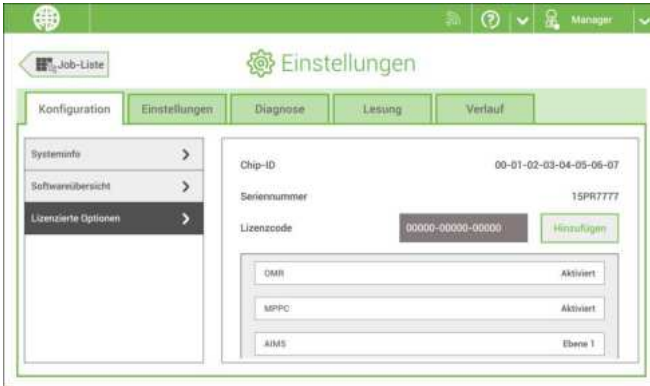 Manager
Job-Liste
Einstellungen
Konfiguration Einstellungen Diagnose Lesung Verlauf
Systeminfo
Softwareübersicht
Lizenzierte Optionen
Chip-ID 00-01-02-03-04-05-06-07
Seriennummer 15PR7777
Lizenzcode 00000-00000-00000 Hinzufügen
OMR Aktiviert
MPPC Aktiviert
AIMS Ebene 1